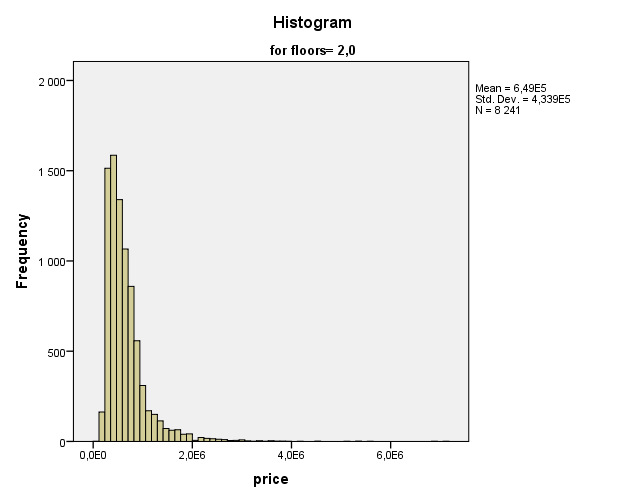 Histogram
for floors= 2,0
Mean = 6,49E5
Std. Dev. = 4,339E5
N = 8 241
2 000
1 500
1 000
500
0
Frequency
0,0E0 2,0E6 4,0E6 6,0E6
price